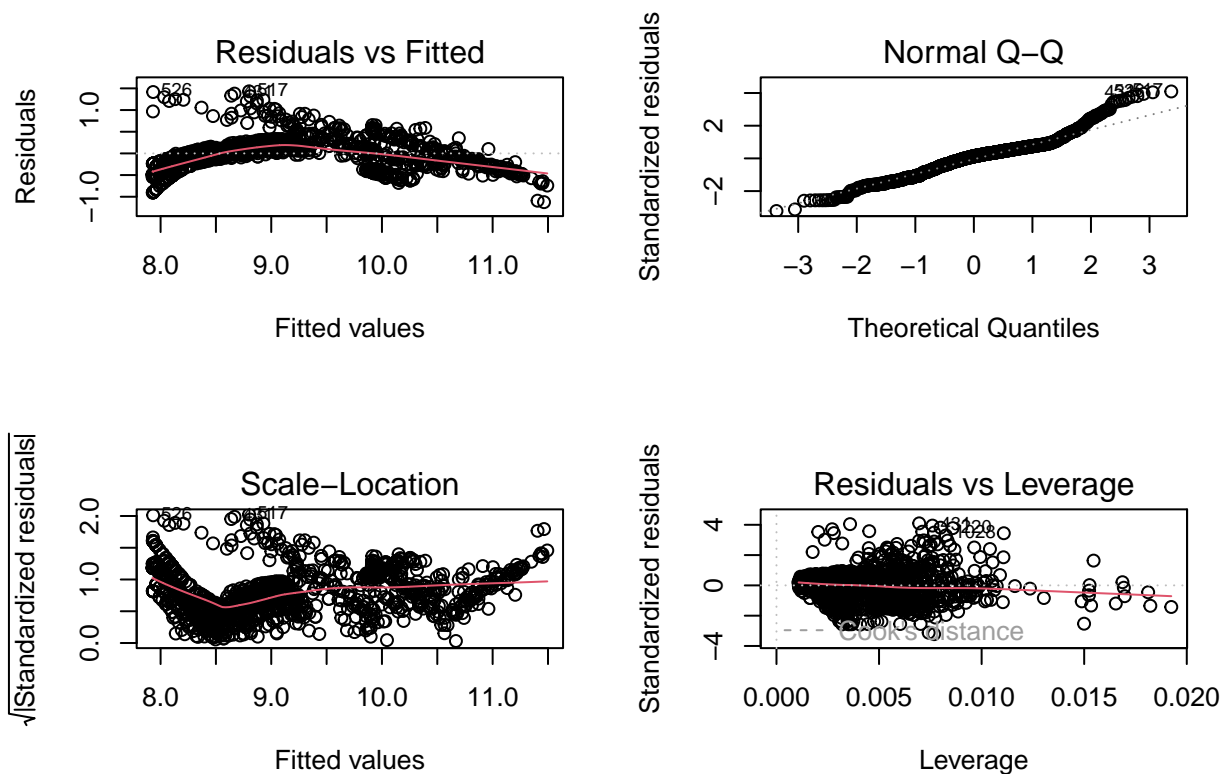 Residuals vs Fitted
Residuals
−1.0 1.0
526
517
8.0 9.0 10.0 11.0
Fitted values
Normal Q−Q
Standardized residuals
−2 2
−3 −2 −1 0 1 2 3
Theoretical Quantiles
Scale−Location
√|Standardized residuals|
0.0 1.0 2.0
526
517
8.0 9.0 10.0 11.0
Fitted values
Residuals vs Leverage
Standardized residuals
−4 0 4
1028
Cook's distance
0.000 0.005 0.010 0.015 0.020
Leverage